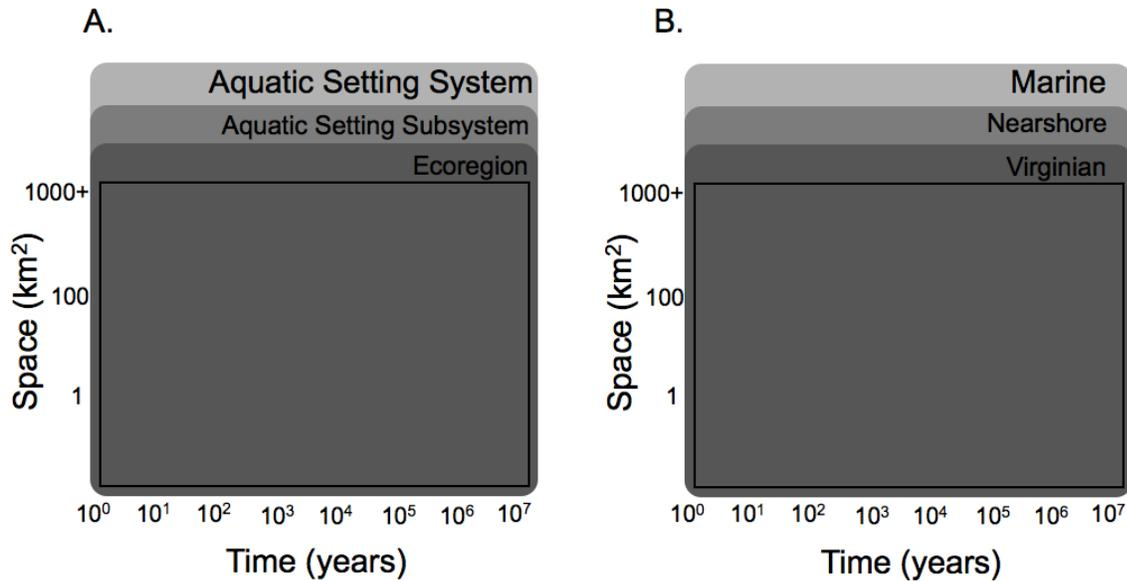 A.
Aquatic Setting System
Aquatic Setting Subsystem
Ecoregion
1000+
100
1
Space (km²)
10⁰ 10¹ 10² 10³ 10⁴ 10⁵ 10⁶ 10⁷
Time (years)
B.
Marine
Nearshore
Virginian
1000+
100
1
Space (km²)
10⁰ 10¹ 10² 10³ 10⁴ 10⁵ 10⁶ 10⁷
Time (years)